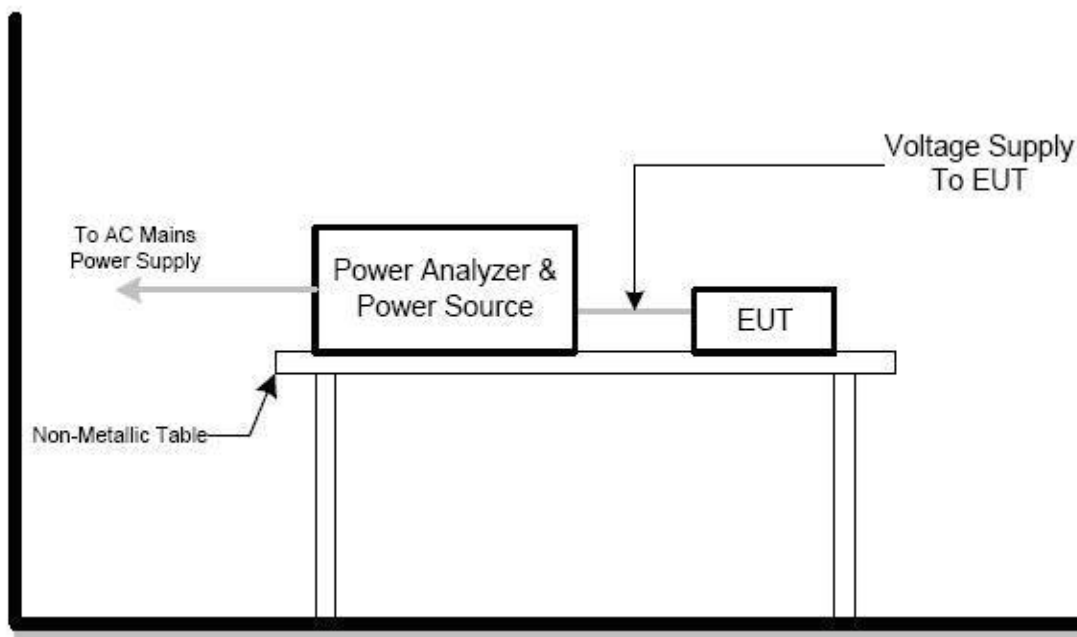 Voltage Supply
To EUT
To AC Mains
Power Supply
Power Analyzer &
Power Source
EUT
Non-Metallic Table